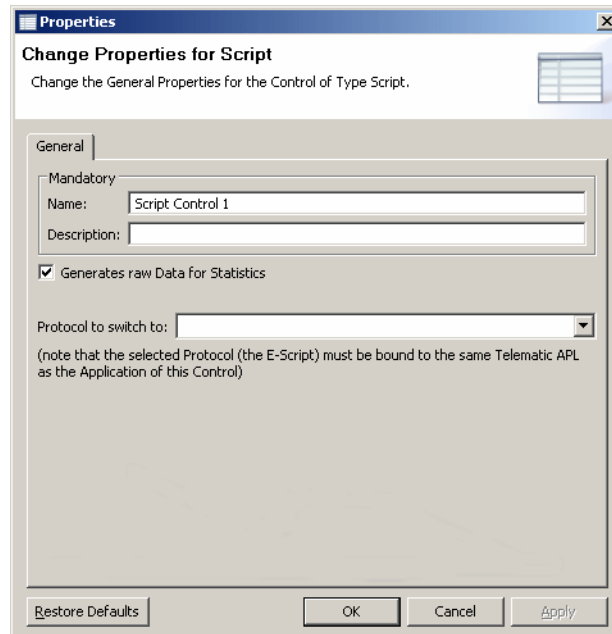 Properties
Change Properties for Script
Change the General Properties for the Control of Type Script.
General
Mandatory
Name: Script Control 1
Description:
Generates raw Data for Statistics
Protocol to switch to:
(note that the selected Protocol (the E-Script) must be bound to the same Telematic APL
as the Application of this Control)
Restore Defaults OK Cancel Apply